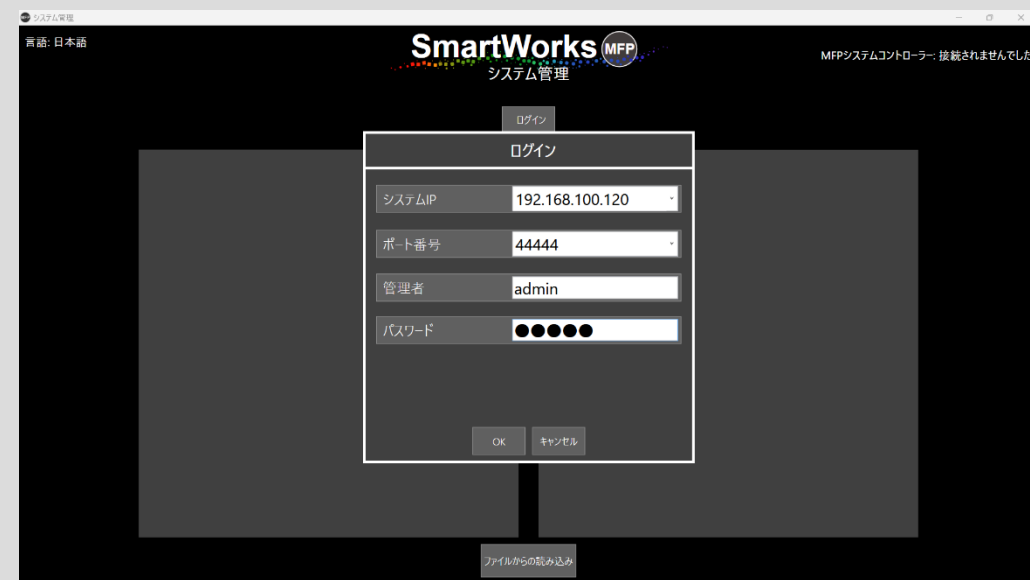 MFP システム管理
言語: 日本語
SmartWorks MFP
システム管理
MFPシステムコントローラー: 接続されませんでした
ログイン
ログイン
システムIP 192.168.100.120
ポート番号 44444
管理者 admin
パスワード ●●●●●
OK キャンセル
ファイルからの読み込み